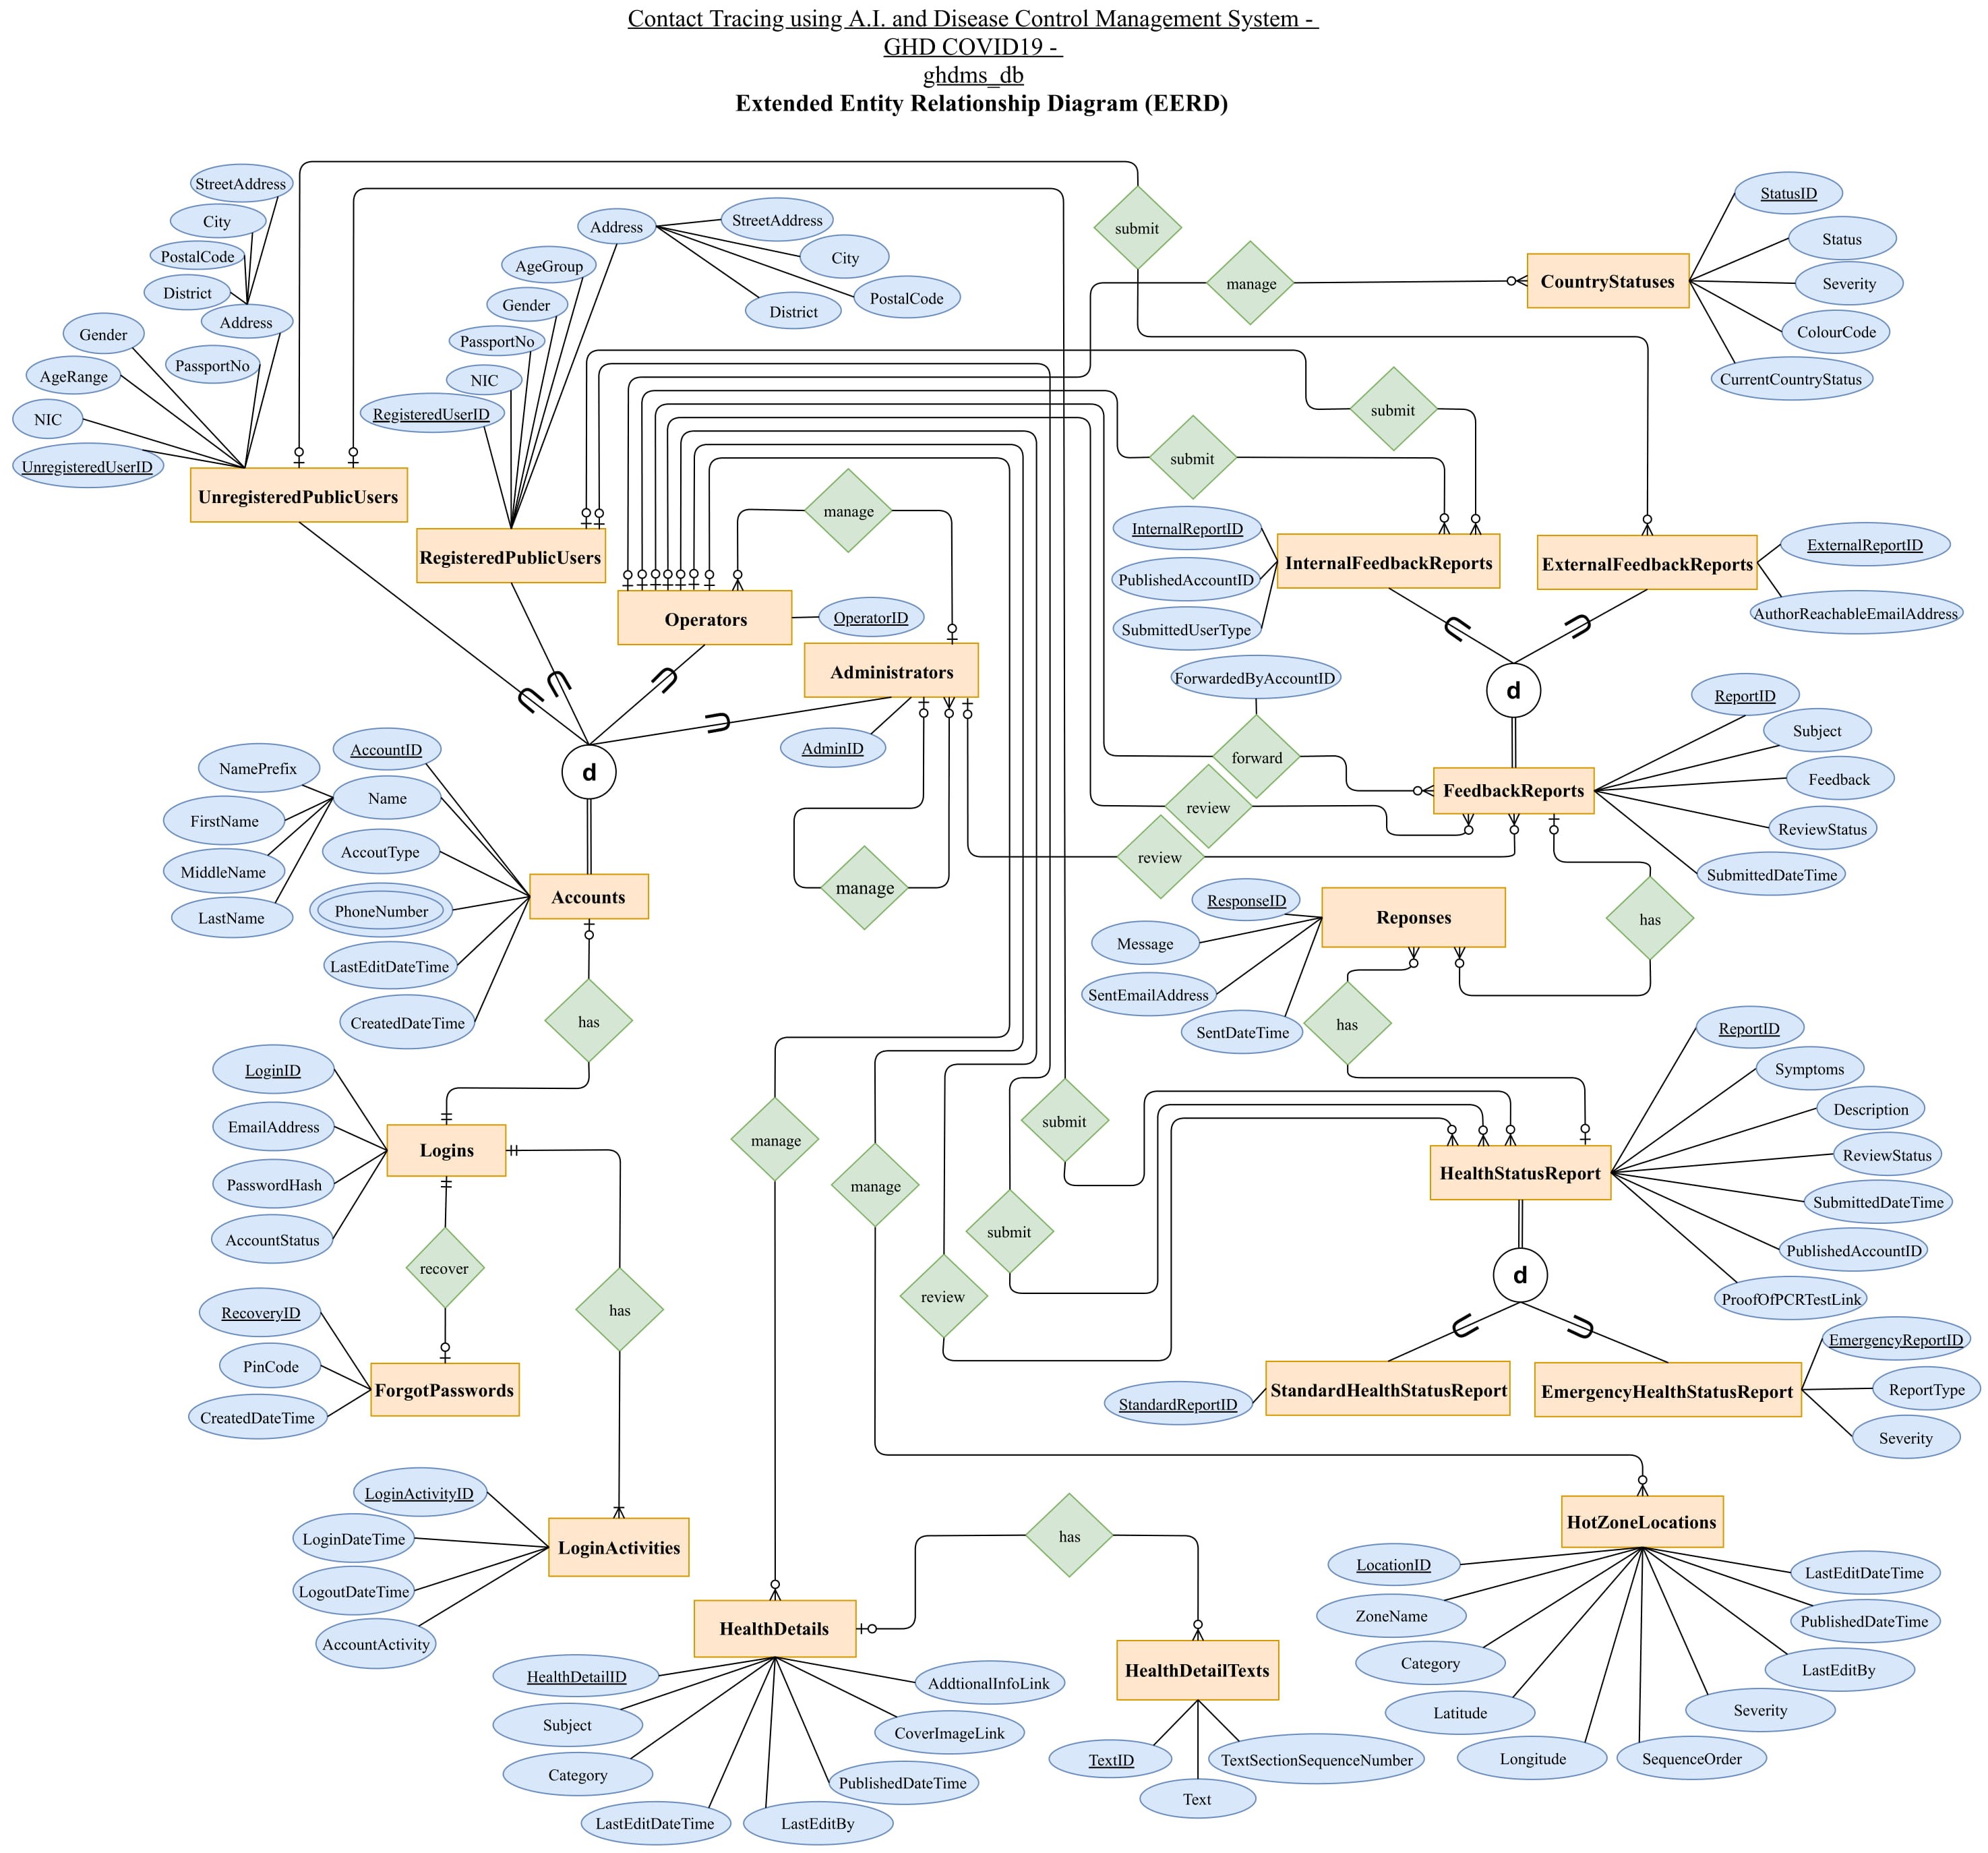 Contact Tracing using A.I. and Disease Control Management System -
GHD COVID19 -
ghdms_db
Extended Entity Relationship Diagram (EERD)
StreetAddress
City
PostalCode
District
Address
Gender
PassportNo
AgeRange
NIC
UnregisteredUserID
UnregisteredPublicUsers
Address
StreetAddress
City
PostalCode
District
AgeGroup
Gender
PassportNo
NIC
RegisteredUserID
RegisteredPublicUsers
submit
manage
CountryStatuses
StatusID
Status
Severity
ColourCode
CurrentCountryStatus
submit
submit
manage
Operators
OperatorID
Administrators
AdminID
InternalReportID
PublishedAccountID
SubmittedUserType
InternalFeedbackReports
ExternalFeedbackReports
ExternalReportID
AuthorReachableEmailAddress
d
ForwardedByAccountID
forward
review
review
FeedbackReports
ReportID
Subject
Feedback
ReviewStatus
SubmittedDateTime
d
manage
AccountID
NamePrefix
Name
FirstName
AccoutType
MiddleName
PhoneNumber
LastName
LastEditDateTime
CreatedDateTime
Accounts
has
ResponseID
Message
SentEmailAddress
SentDateTime
Reponses
has
has
LoginID
EmailAddress
PasswordHash
AccountStatus
Logins
recover
has
RecoveryID
PinCode
CreatedDateTime
ForgotPasswords
manage
manage
submit
submit
review
HealthStatusReport
ReportID
Symptoms
Description
ReviewStatus
SubmittedDateTime
PublishedAccountID
ProofOfPCRTestLink
d
StandardReportID
StandardHealthStatusReport
EmergencyHealthStatusReport
EmergencyReportID
ReportType
Severity
LoginActivityID
LoginDateTime
LogoutDateTime
AccountActivity
LoginActivities
has
HealthDetails
HealthDetailID
Subject
Category
LastEditDateTime
LastEditBy
PublishedDateTime
CoverImageLink
AddtionalInfoLink
HealthDetailTexts
TextID
Text
TextSectionSequenceNumber
HotZoneLocations
LocationID
ZoneName
Category
Latitude
Longitude
SequenceOrder
Severity
LastEditBy
PublishedDateTime
LastEditDateTime